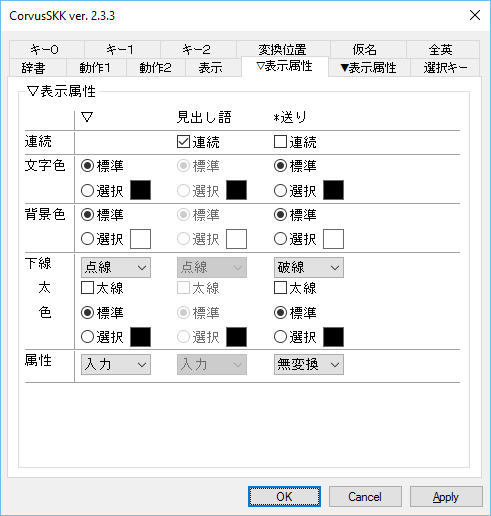 CorvusSKK ver. 2.3.3
キー0 キー1 キー2 変換位置 仮名 全英
辞書 動作1 動作2 表示 ▽表示属性 ▼表示属性 選択キー
▽表示属性
▽ 見出し語 *送り
連続 連続 連続
文字色 標準 標準 標準
選択 選択 選択
背景色 標準 標準 標準
選択 選択 選択
下線 点線 点線 破線
太 太線 太線 太線
色 標準 標準 標準
選択 選択 選択
属性 入力 入力 無変換
OK Cancel Apply